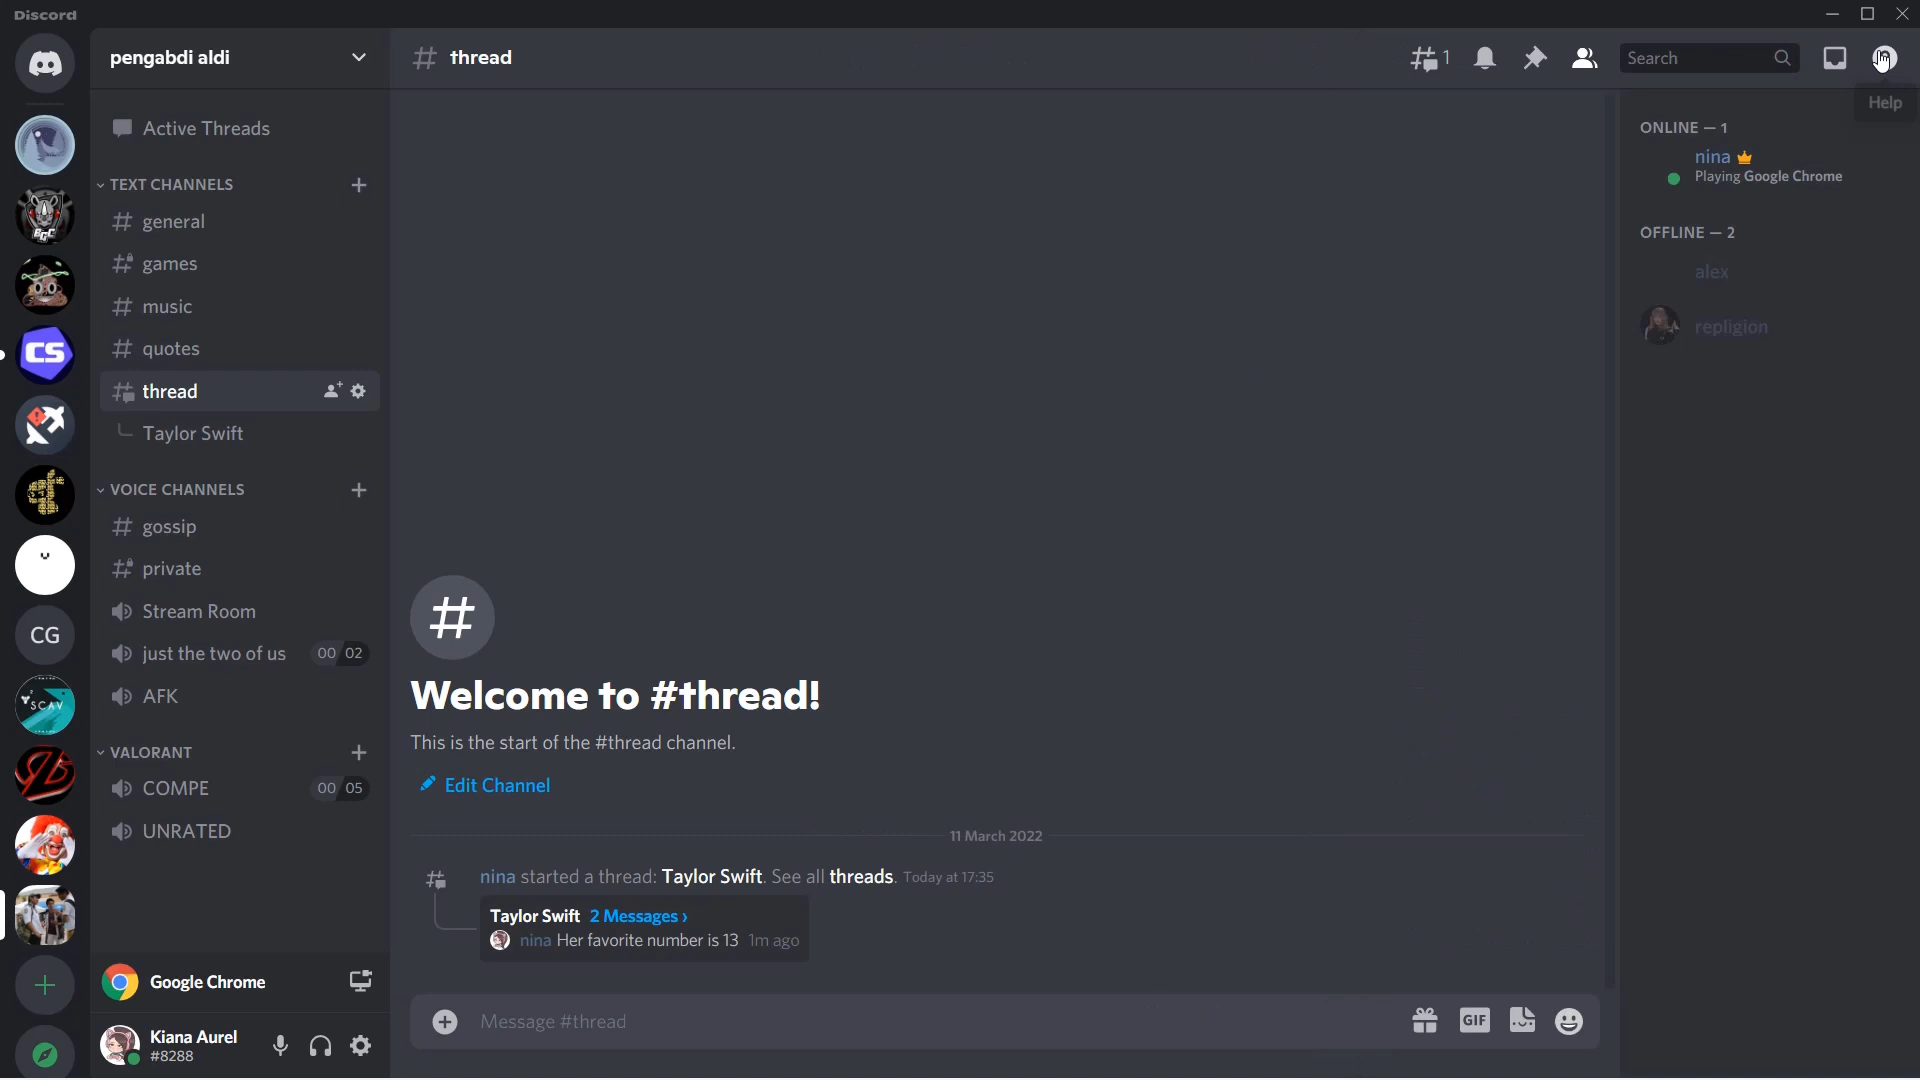 Discord
pengabdi aldi
thread
1
Search
Help
Active Threads
TEXT CHANNELS
general
games
music
quotes
thread
Taylor Swift
VOICE CHANNELS
gossip
private
Stream Room
just the two of us 00 02
AFK
VALORANT
COMPE 00 05
UNRATED
Google Chrome
Kiana Aurel
#8288
BGC
CS
CG
SCAV
Welcome to #thread!
This is the start of the #thread channel.
Edit Channel
11 March 2022
nina started a thread: Taylor Swift. See all threads. Today at 17:35
Taylor Swift 2 Messages ›
nina Her favorite number is 13 1m ago
Message #thread
GIF
ONLINE — 1
nina
Playing Google Chrome
OFFLINE — 2
alex
repligion